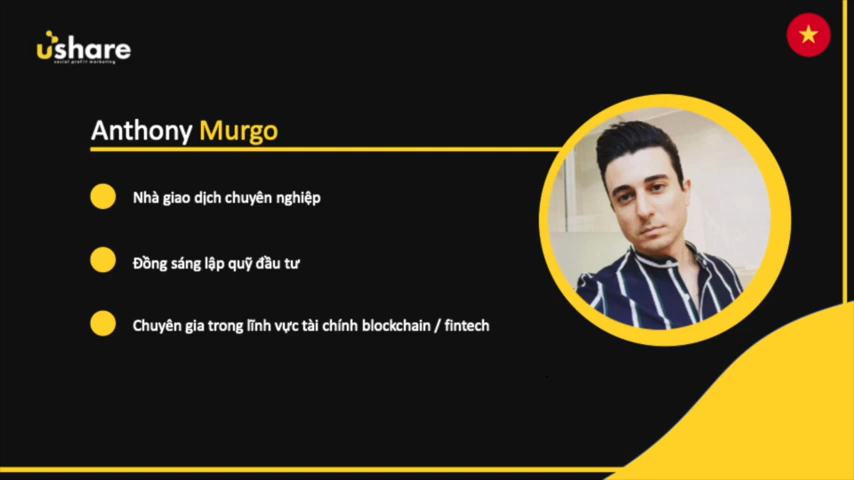 ushare
social profit marketing
Anthony Murgo
Nhà giao dịch chuyên nghiệp
Đồng sáng lập quỹ đầu tư
Chuyên gia trong lĩnh vực tài chính blockchain / fintech